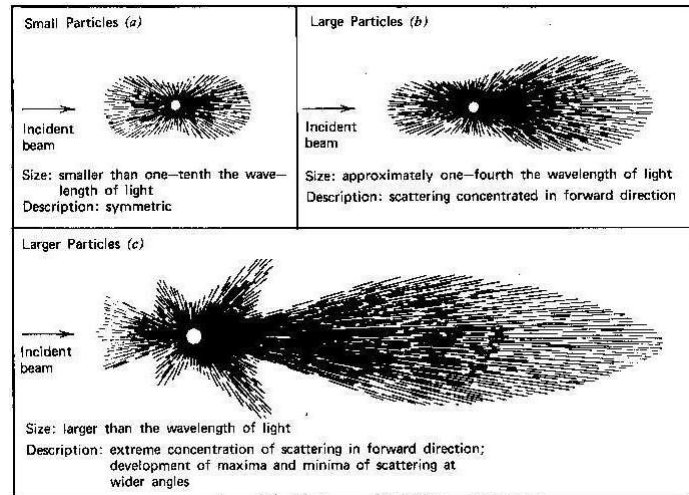 Small Particles (a)
Incident
beam
Size: smaller than one-tenth the wave-
length of light
Description: symmetric
Large Particles (b)
Incident
beam
Size: approximately one-fourth the wavelength of light
Description: scattering concentrated in forward direction
Larger Particles (c)
Incident
beam
Size: larger than the wavelength of light
Description: extreme concentration of scattering in forward direction;
development of maxima and minima of scattering at
wider angles